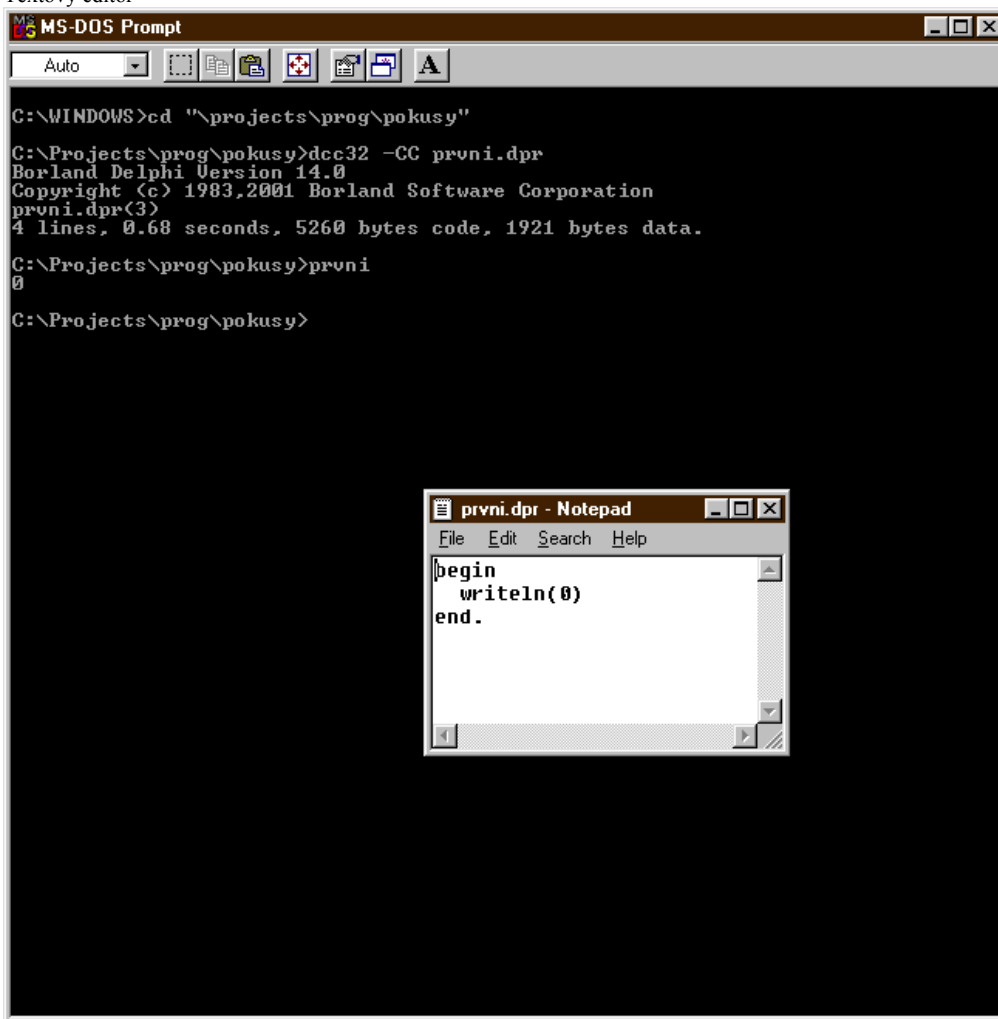 Textový editor
MS-DOS Prompt
Auto
A
C:\WINDOWS>cd "\projects\prog\pokusy"
C:\Projects\prog\pokusy>dcc32 -CC prvni.dpr
Borland Delphi Version 14.0
Copyright (c) 1983,2001 Borland Software Corporation
prvni.dpr(3)
4 lines, 0.68 seconds, 5260 bytes code, 1921 bytes data.
C:\Projects\prog\pokusy>prvni
0
C:\Projects\prog\pokusy>
prvni.dpr - Notepad
File Edit Search Help
begin
writeln(0)
end.